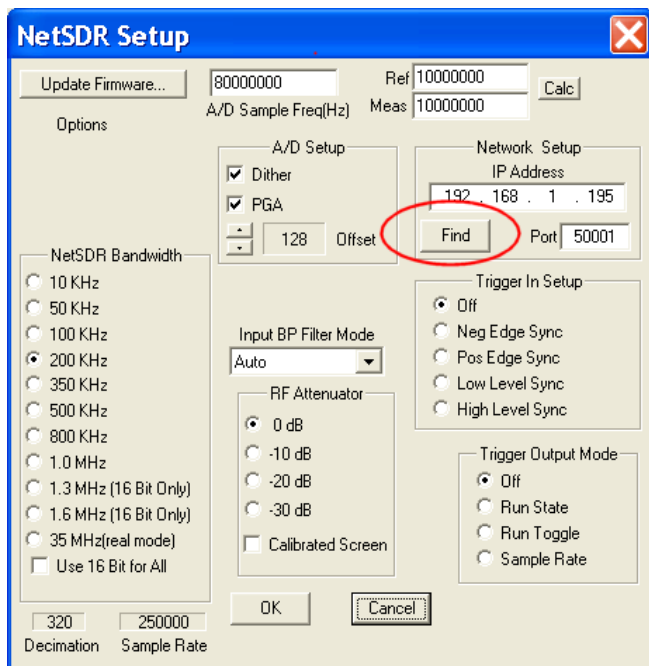 NetSDR Setup
Update Firmware...
Options
80000000
A/D Sample Freq(Hz)
Ref 10000000
Meas 10000000
Calc
A/D Setup
Dither
PGA
128 Offset
Network Setup
IP Address
192 . 168 . 1 . 195
Find
Port 50001
NetSDR Bandwidth
10 KHz
50 KHz
100 KHz
200 KHz
350 KHz
500 KHz
800 KHz
1.0 MHz
1.3 MHz (16 Bit Only)
1.6 MHz (16 Bit Only)
35 MHz(real mode)
Use 16 Bit for All
Input BP Filter Mode
Auto
RF Attenuator
0 dB
-10 dB
-20 dB
-30 dB
Calibrated Screen
Trigger In Setup
Off
Neg Edge Sync
Pos Edge Sync
Low Level Sync
High Level Sync
Trigger Output Mode
Off
Run State
Run Toggle
Sample Rate
320 250000
Decimation Sample Rate
OK
Cancel